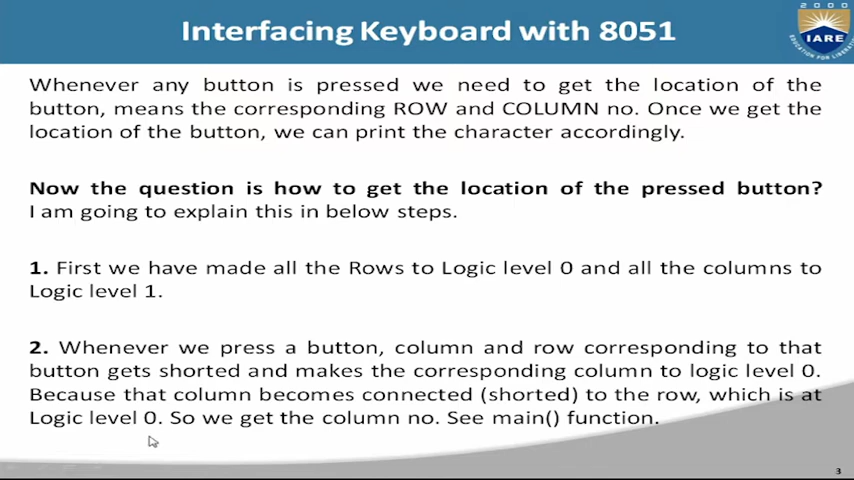 Interfacing Keyboard with 8051
2000
IARE
EDUCATION FOR LIBERATION
Whenever any button is pressed we need to get the location of the
button, means the corresponding ROW and COLUMN no. Once we get the
location of the button, we can print the character accordingly.
Now the question is how to get the location of the pressed button?
I am going to explain this in below steps.
1. First we have made all the Rows to Logic level 0 and all the columns to
Logic level 1.
2. Whenever we press a button, column and row corresponding to that
button gets shorted and makes the corresponding column to logic level 0.
Because that column becomes connected (shorted) to the row, which is at
Logic level 0. So we get the column no. See main() function.
3